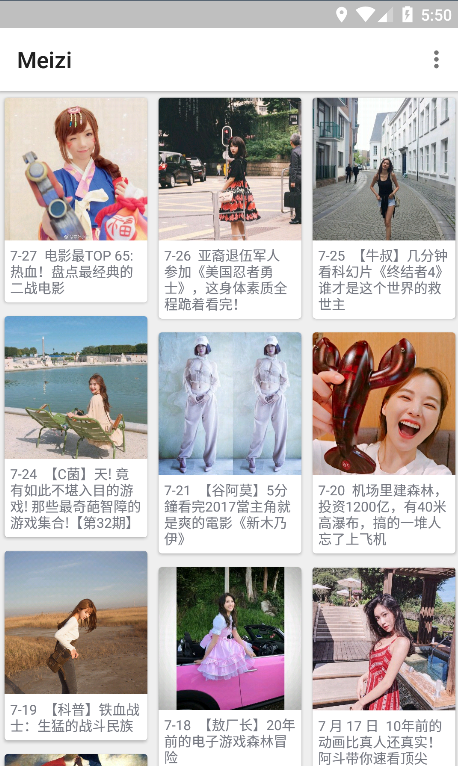 5:50
Meizi
7-27 电影最TOP 65:
热血！盘点最经典的
二战电影
7-26 亚裔退伍军人
参加《美国忍者勇
士》，这身体素质全
程跪着看完！
7-25 【牛叔】几分钟
看科幻片《终结者4》
谁才是这个世界的救
世主
7-24 【C菌】天! 竟
有如此不堪入目的游
戏! 那些最奇葩智障的
游戏集合!【第32期】
7-21 【谷阿莫】5分
鐘看完2017當主角就
是爽的電影《新木乃
伊》
7-20 机场里建森林，
投资1200亿，有40米
高瀑布，搞的一堆人
忘了上飞机
7-19 【科普】铁血战
士：生猛的战斗民族
7-18 【敖厂长】20年
前的电子游戏森林冒
险
7 月 17 日 10年前的
动画比真人还真实！
阿斗带你速看顶尖